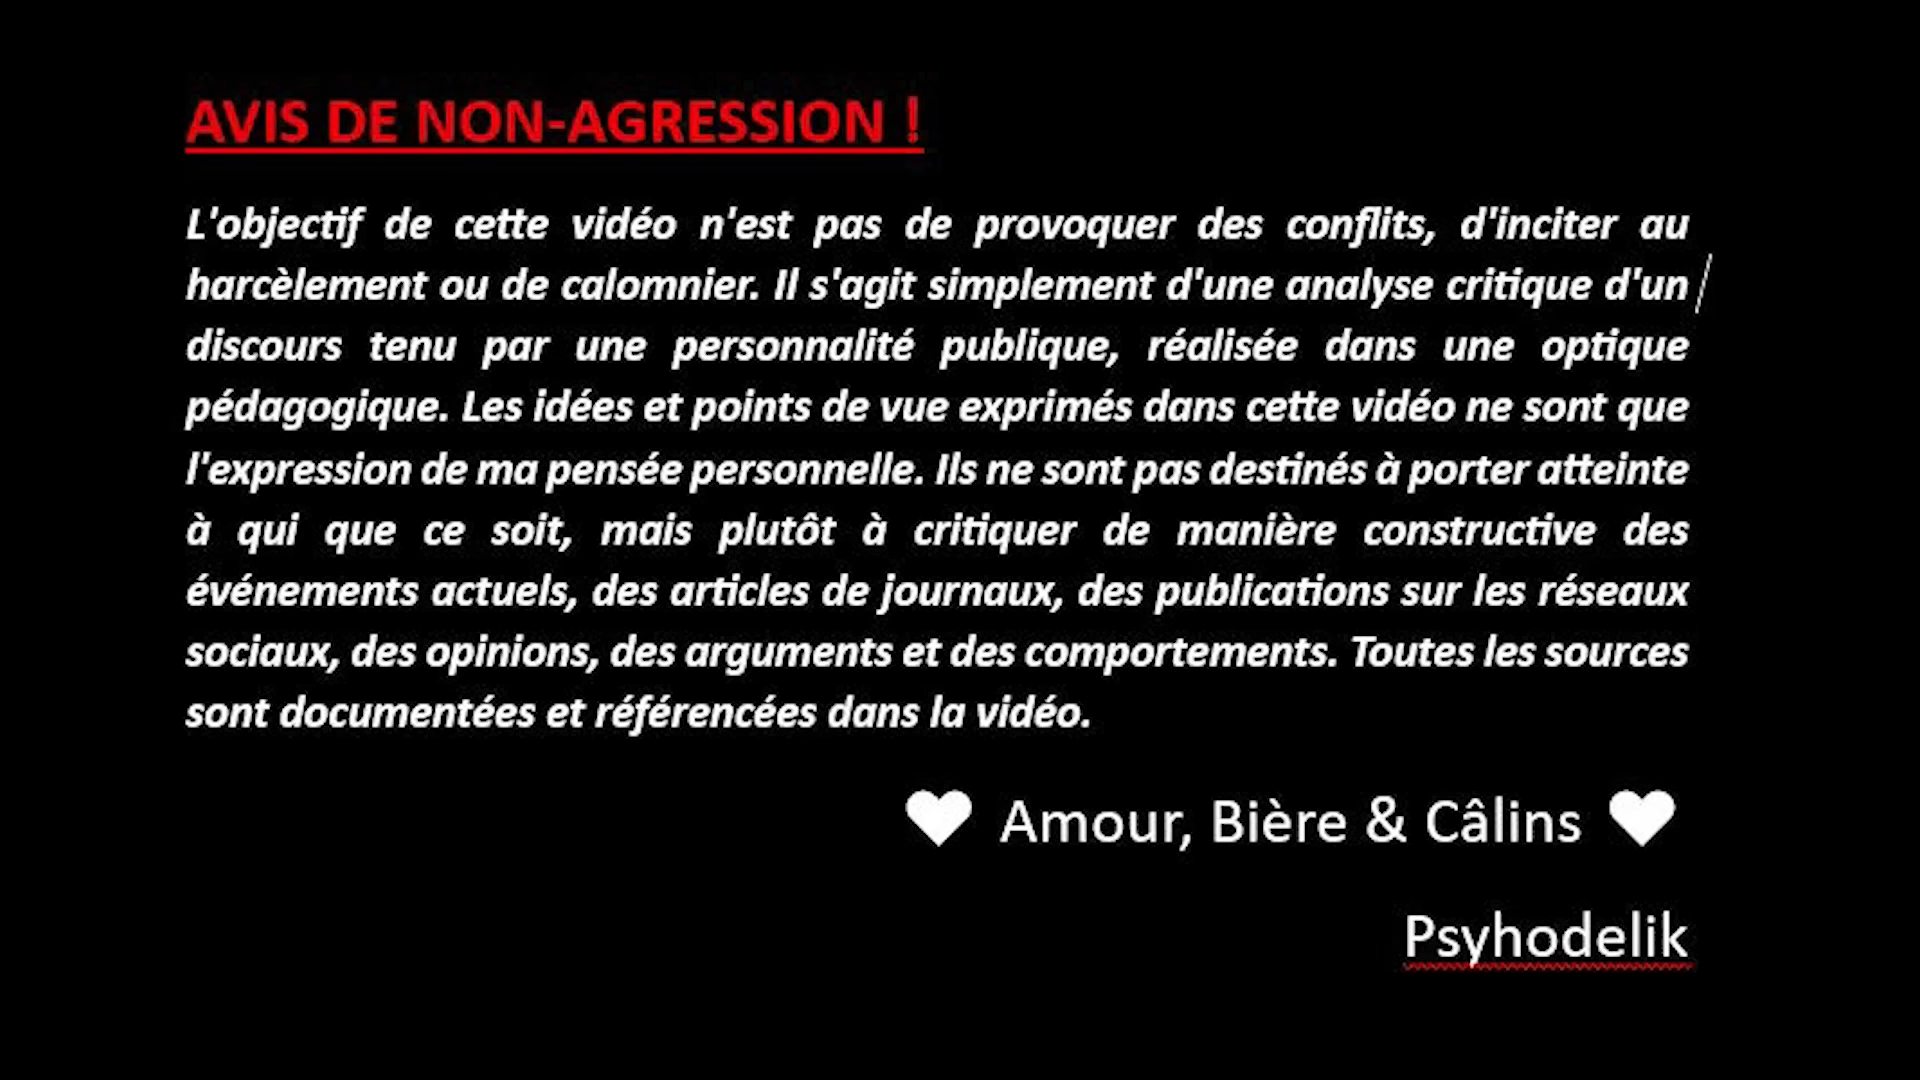 AVIS DE NON-AGRESSION !
L'objectif de cette vidéo n'est pas de provoquer des conflits, d'inciter au
harcèlement ou de calomnier. Il s'agit simplement d'une analyse critique d'un
discours tenu par une personnalité publique, réalisée dans une optique
pédagogique. Les idées et points de vue exprimés dans cette vidéo ne sont que
l'expression de ma pensée personnelle. Ils ne sont pas destinés à porter atteinte
à qui que ce soit, mais plutôt à critiquer de manière constructive des
événements actuels, des articles de journaux, des publications sur les réseaux
sociaux, des opinions, des arguments et des comportements. Toutes les sources
sont documentées et référencées dans la vidéo.
♥ Amour, Bière & Câlins ♥
Psyhodelik